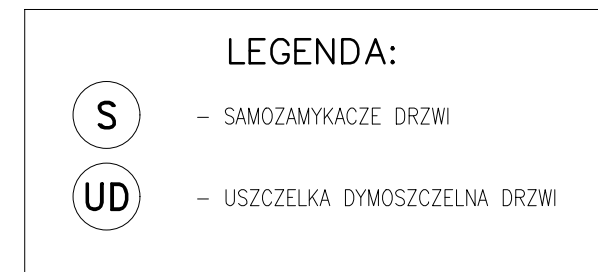 LEGENDA:
S – SAMOZAMYKACZE DRZWI
UD – USZCZELKA DYMOSZCZELNA DRZWI